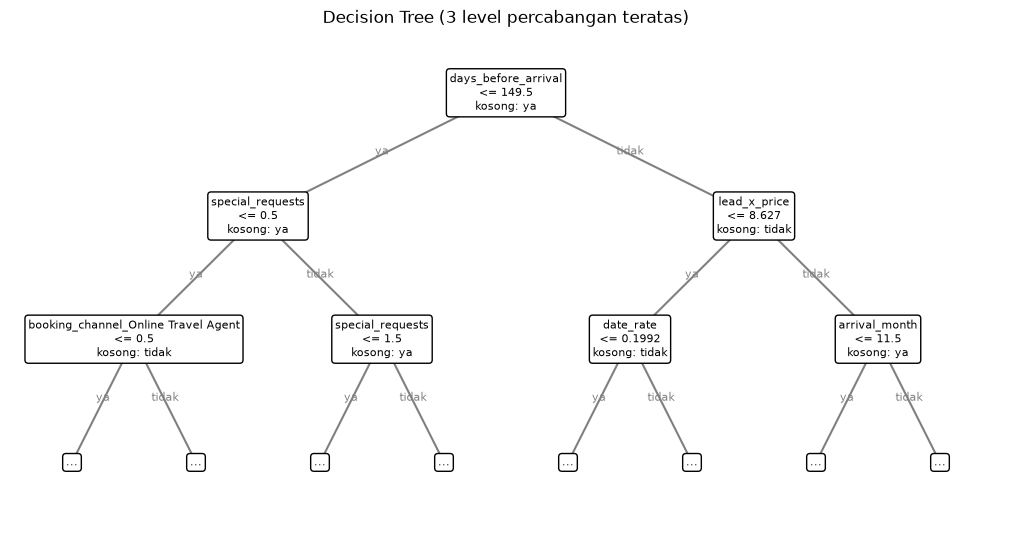 Decision Tree (3 level percabangan teratas)
days_before_arrival
<= 149.5
kosong: ya
ya
tidak
special_requests
<= 0.5
kosong: ya
lead_x_price
<= 8.627
kosong: tidak
ya
tidak
ya
tidak
booking_channel_Online Travel Agent
<= 0.5
kosong: tidak
special_requests
<= 1.5
kosong: ya
date_rate
<= 0.1992
kosong: tidak
arrival_month
<= 11.5
kosong: ya
ya
tidak
ya
tidak
ya
tidak
ya
tidak
...
...
...
...
...
...
...
...